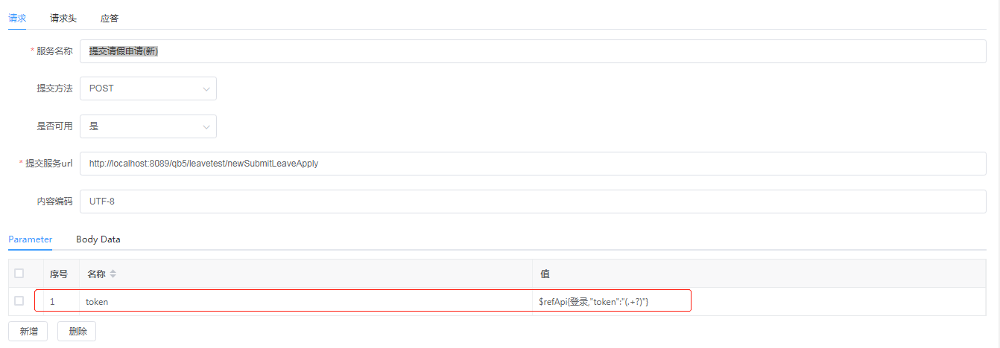 请求 请求头 应答
* 服务名称 提交请假申请(新)
提交方法 POST
是否可用 是
* 提交服务url http://localhost:8089/qb5/leavetest/newSubmitLeaveApply
内容编码 UTF-8
Parameter Body Data
序号 名称 值
1 token $refApi{登录,"token":"(.+?)"}
新增 删除